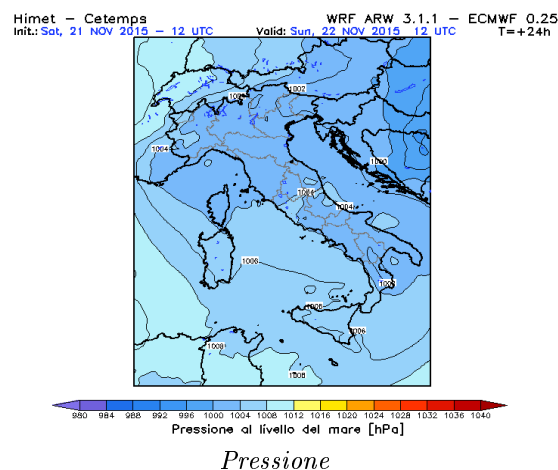 Himet – Cetemps WRF ARW 3.1.1 – ECMWF 0.25
Init.: Sat, 21 NOV 2015 – 12 UTC Valid: Sun, 22 NOV 2015 12 UTC T=+24h
1002
1004
1000
1004
1006
1006
1006
1008
1008
980 984 988 992 996 1000 1004 1008 1012 1016 1020 1024 1028 1032 1036 1040
Pressione al livello del mare [hPa]
Pressione